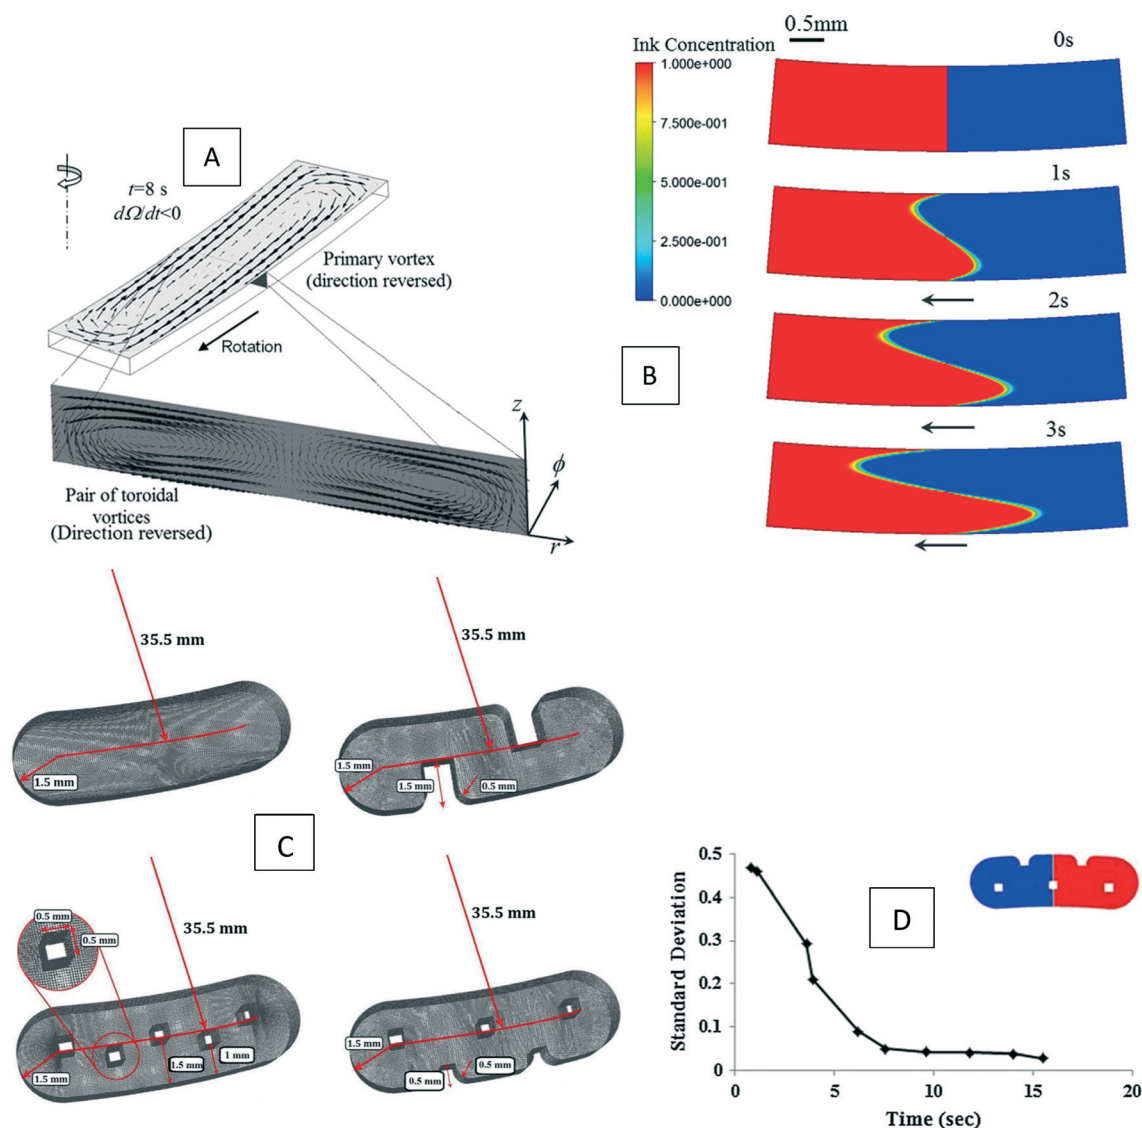 A
t=8 s
dΩ/dt<0
Primary vortex
(direction reversed)
Rotation
Pair of toroidal
vortices
(Direction reversed)
z
ϕ
r
0.5mm
Ink Concentration
1.000e+000
7.500e-001
5.000e-001
2.500e-001
0.000e+000
0s
1s
2s
3s
B
35.5 mm
1.5 mm
35.5 mm
1.5 mm
1.5 mm
0.5 mm
C
0.5 mm
0.5 mm
35.5 mm
1.5 mm
1.5 mm
1 mm
35.5 mm
1.5 mm
0.5 mm
0.5 mm
D
Standard Deviation
0.5
0.4
0.3
0.2
0.1
0
0
5
10
15
20
Time (sec)